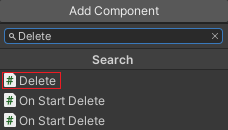 Add Component
Delete
Search
# Delete
# On Start Delete
# On Start Delete